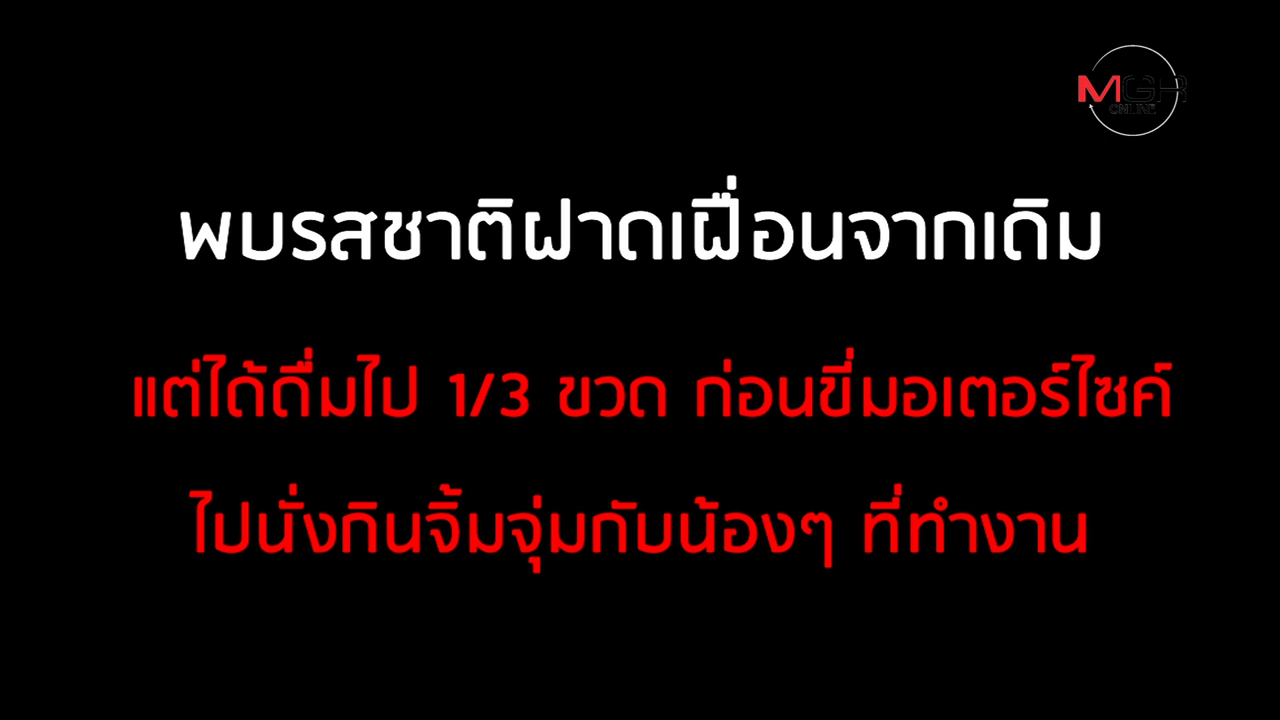 MGR
ONLINE
พบรสชาติฝาดเฝื่อนจากเดิม
แต่ได้ดื่มไป 1/3 ขวด ก่อนขี่มอเตอร์ไซค์
ไปนั่งกินจิ้มจุ่มกับน้องๆ ที่ทำงาน